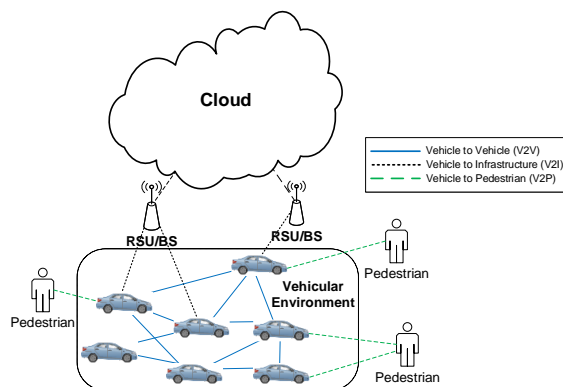 Cloud
Vehicle to Vehicle (V2V)
Vehicle to Infrastructure (V2I)
Vehicle to Pedestrian (V2P)
RSU/BS
RSU/BS
Vehicular
Environment
Pedestrian
Pedestrian
Pedestrian